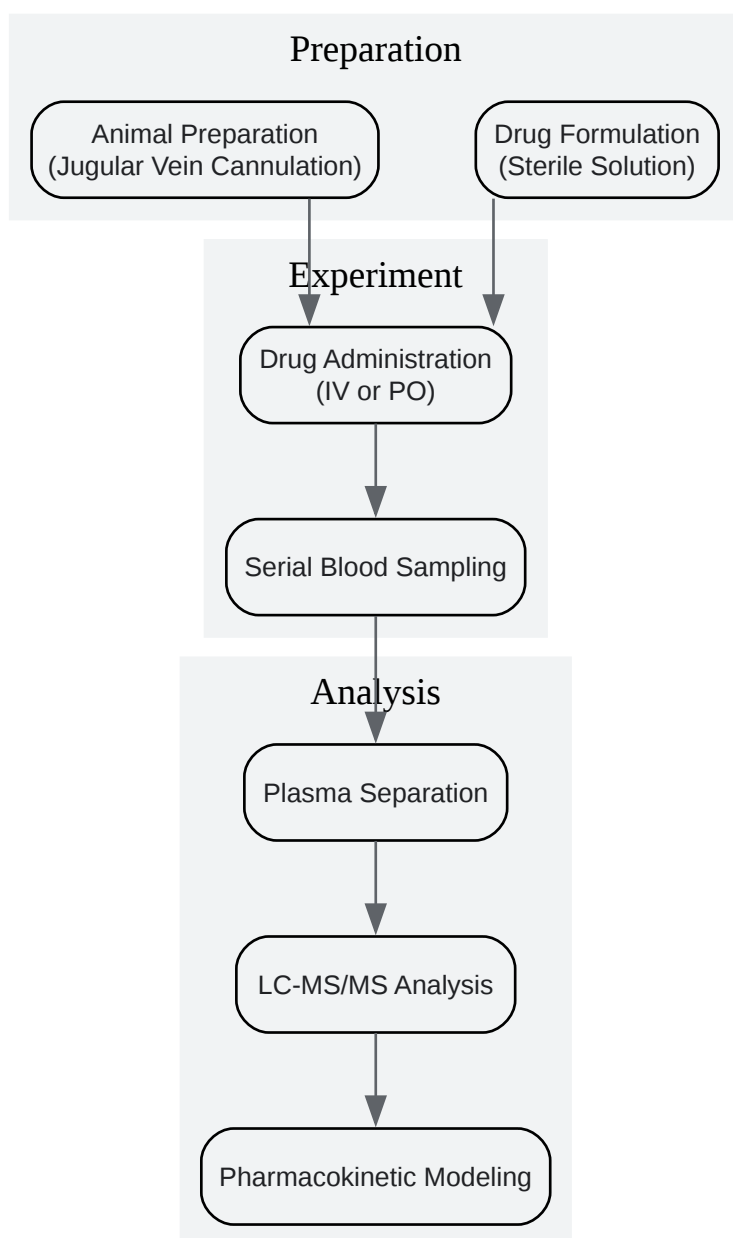 Preparation
Animal Preparation
(Jugular Vein Cannulation)
Drug Formulation
(Sterile Solution)
Experiment
Drug Administration
(IV or PO)
Serial Blood Sampling
Analysis
Plasma Separation
LC-MS/MS Analysis
Pharmacokinetic Modeling